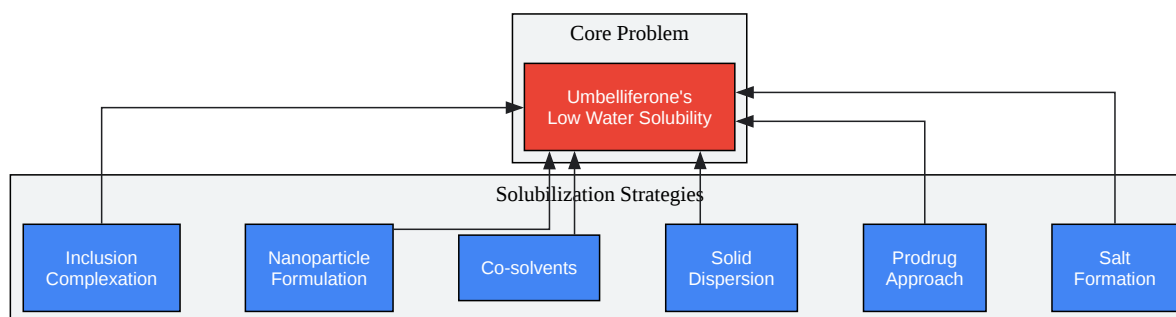 Core Problem
Umbelliferone's
Low Water Solubility
Solubilization Strategies
Inclusion
Complexation
Nanoparticle
Formulation
Co-solvents
Solid
Dispersion
Prodrug
Approach
Salt
Formation